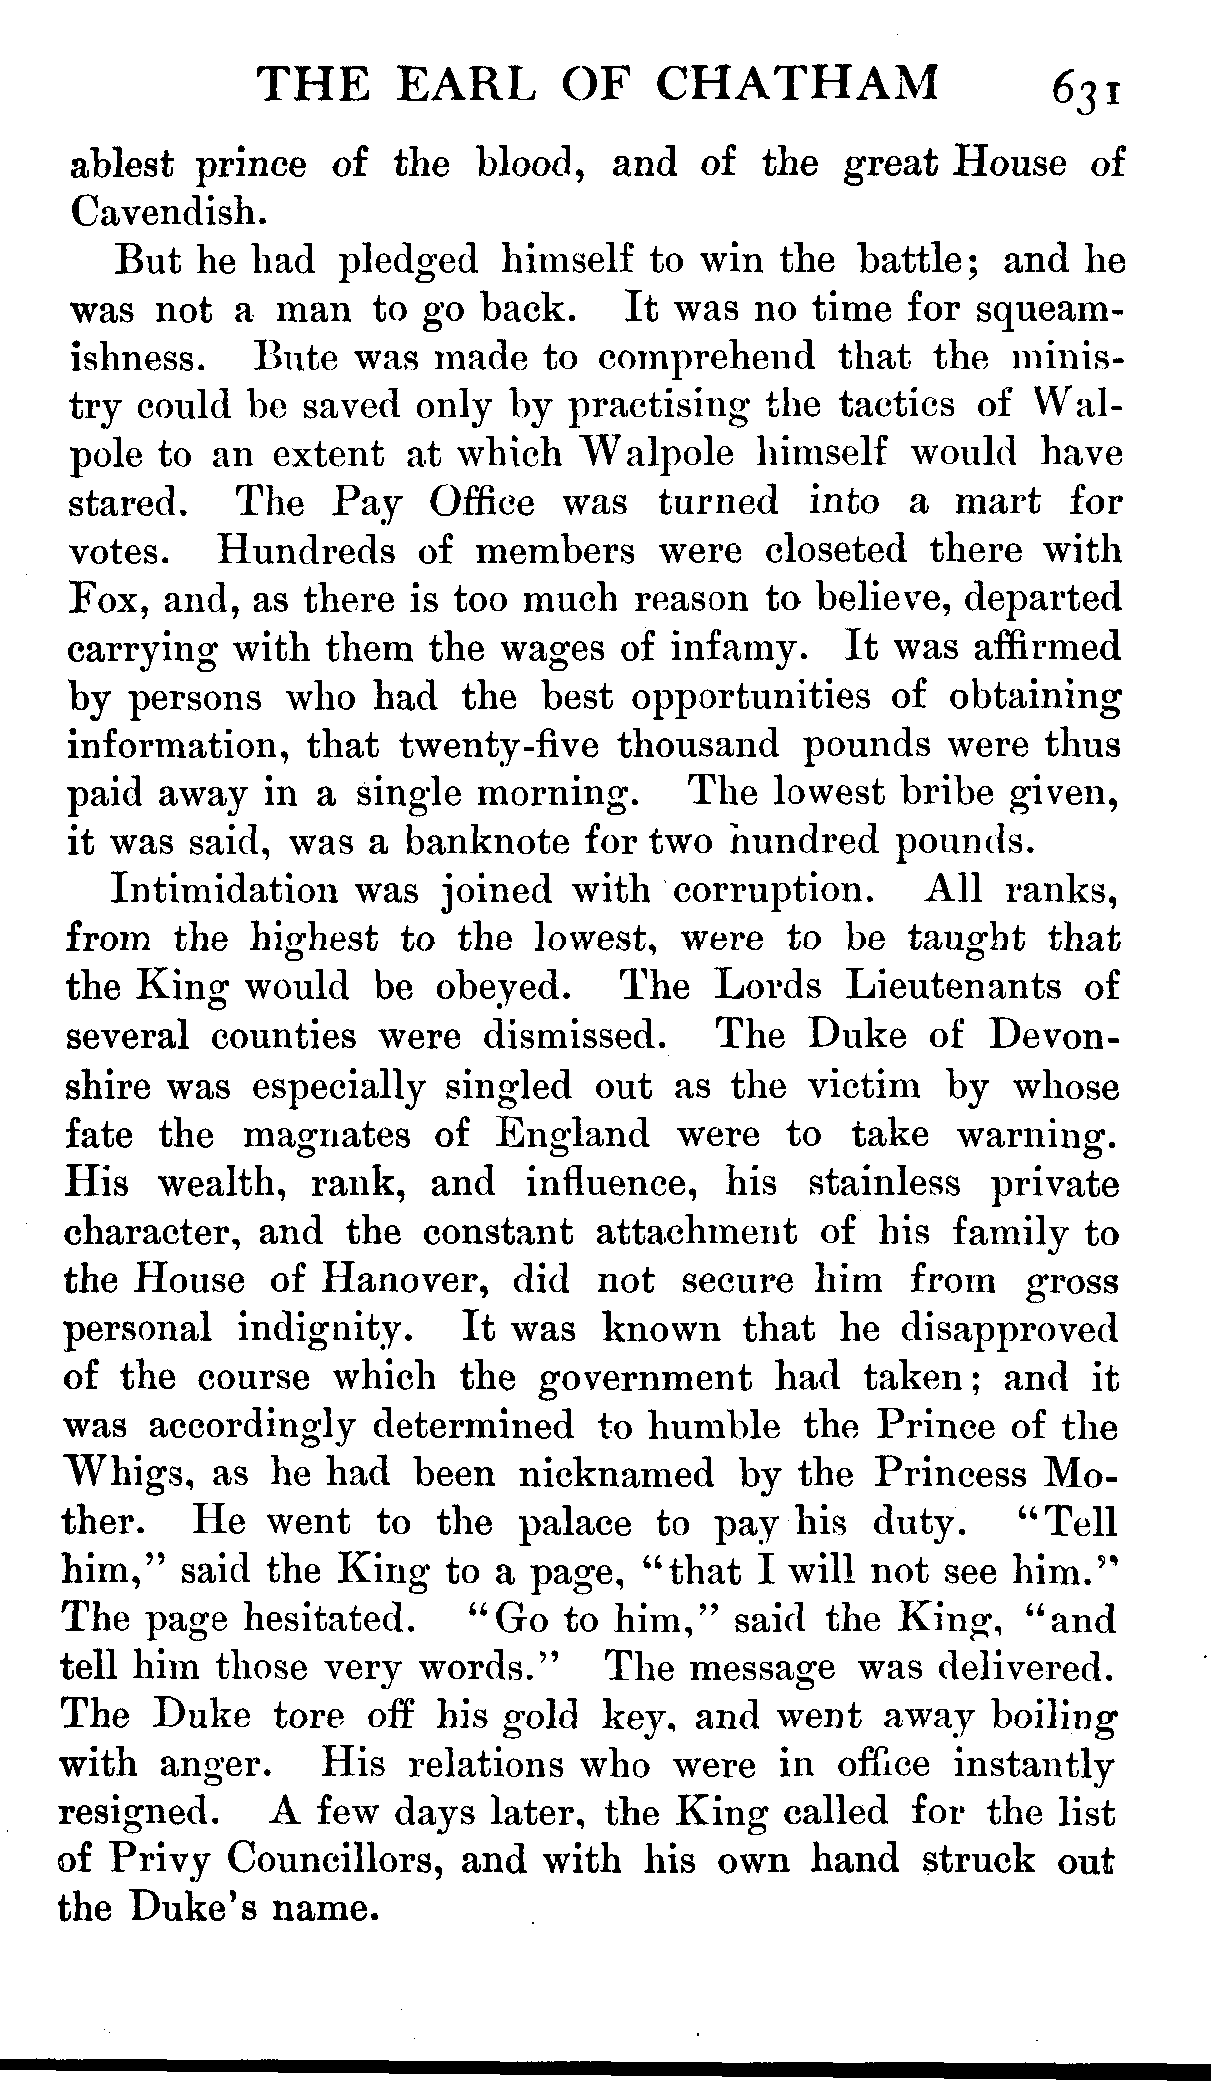 THE EARL OF CHATHAM 631
ablest prince of the blood, and of the great House of
Cavendish.
But he had pledged himself to win the battle; and he
was not a man to go back. It was no time for squeam-
ishness. Bute was made to comprehend that the minis-
try could be saved only by practising the tactics of Wal-
pole to an extent at which Walpole himself would have
stared. The Pay Office was turned into a mart for
votes. Hundreds of members were closeted there with
Fox, and, as there is too much reason to believe, departed
carrying with them the wages of infamy. It was affirmed
by persons who had the best opportunities of obtaining
information, that twenty-five thousand pounds were thus
paid away in a single morning. The lowest bribe given,
it was said, was a banknote for two hundred pounds.
Intimidation was joined with corruption. All ranks,
from the highest to the lowest, were to be taught that
the King would be obeyed. The Lords Lieutenants of
several counties were dismissed. The Duke of Devon-
shire was especially singled out as the victim by whose
fate the magnates of England were to take warning.
His wealth, rank, and influence, his stainless private
character, and the constant attachment of his family to
the House of Hanover, did not secure him from gross
personal indignity. It was known that he disapproved
of the course which the government had taken; and it
was accordingly determined to humble the Prince of the
Whigs, as he had been nicknamed by the Princess Mo-
ther. He went to the palace to pay his duty. "Tell
him," said the King to a page, "that I will not see him."
The page hesitated. "Go to him," said the King, "and
tell him those very words." The message was delivered.
The Duke tore off his gold key, and went away boiling
with anger. His relations who were in office instantly
resigned. A few days later, the King called for the list
of Privy Councillors, and with his own hand struck out
the Duke's name.